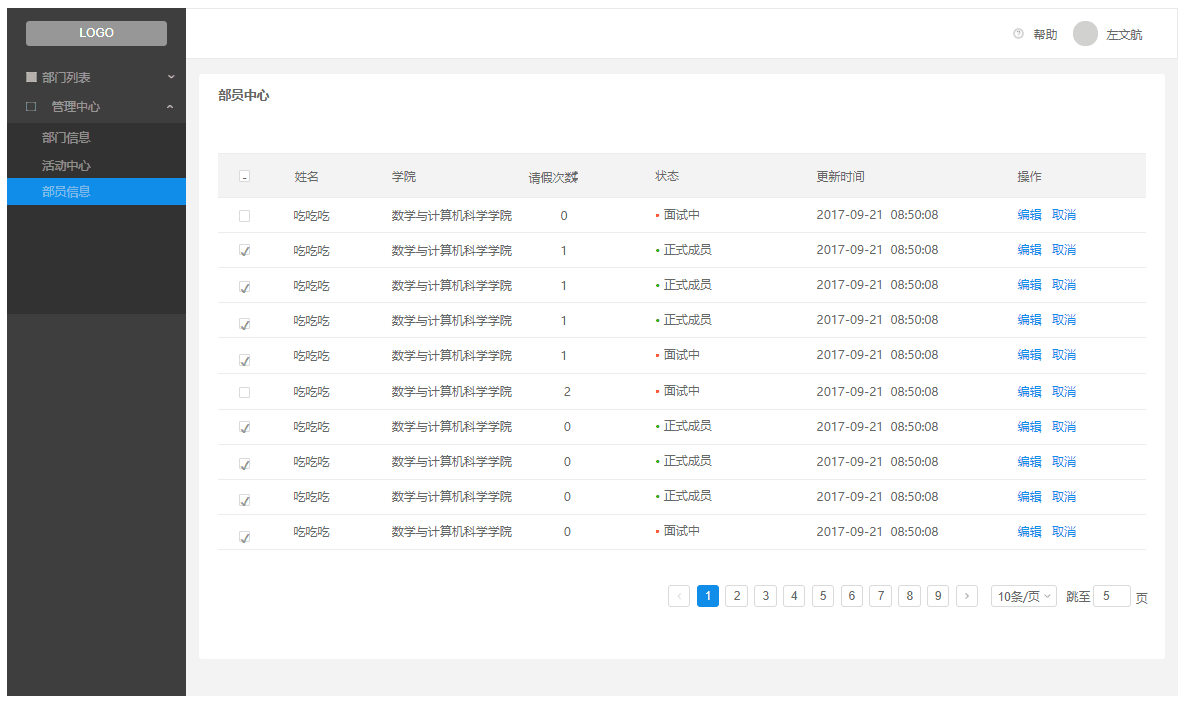 LOGO
帮助 左文航
部门列表
管理中心
部门信息
活动中心
部员信息
部员中心
姓名 学院 请假次数 状态 更新时间 操作
吃吃吃 数学与计算机科学学院 0 面试中 2017-09-21 08:50:08 编辑 取消
吃吃吃 数学与计算机科学学院 1 正式成员 2017-09-21 08:50:08 编辑 取消
吃吃吃 数学与计算机科学学院 1 正式成员 2017-09-21 08:50:08 编辑 取消
吃吃吃 数学与计算机科学学院 1 正式成员 2017-09-21 08:50:08 编辑 取消
吃吃吃 数学与计算机科学学院 1 面试中 2017-09-21 08:50:08 编辑 取消
吃吃吃 数学与计算机科学学院 2 面试中 2017-09-21 08:50:08 编辑 取消
吃吃吃 数学与计算机科学学院 0 正式成员 2017-09-21 08:50:08 编辑 取消
吃吃吃 数学与计算机科学学院 0 正式成员 2017-09-21 08:50:08 编辑 取消
吃吃吃 数学与计算机科学学院 0 正式成员 2017-09-21 08:50:08 编辑 取消
吃吃吃 数学与计算机科学学院 0 面试中 2017-09-21 08:50:08 编辑 取消
1 2 3 4 5 6 7 8 9 10条/页 跳至 5 页